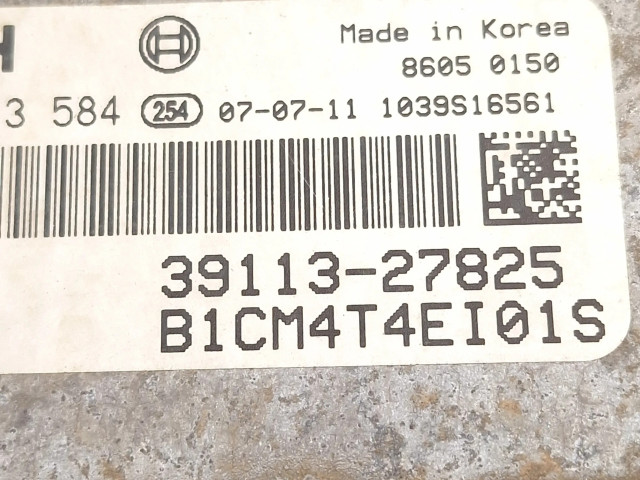 H Made in Korea
8605 0150
3 584 254 07-07-11 1039S16561
39113-27825
B1CM4T4EI01S